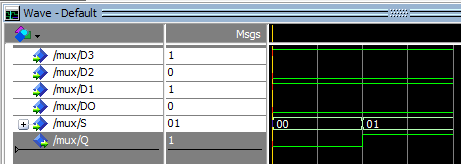 Wave - Default
Msgs
/mux/D3 1
/mux/D2 0
/mux/D1 1
/mux/DO 0
/mux/S 01 00 01
/mux/Q 1